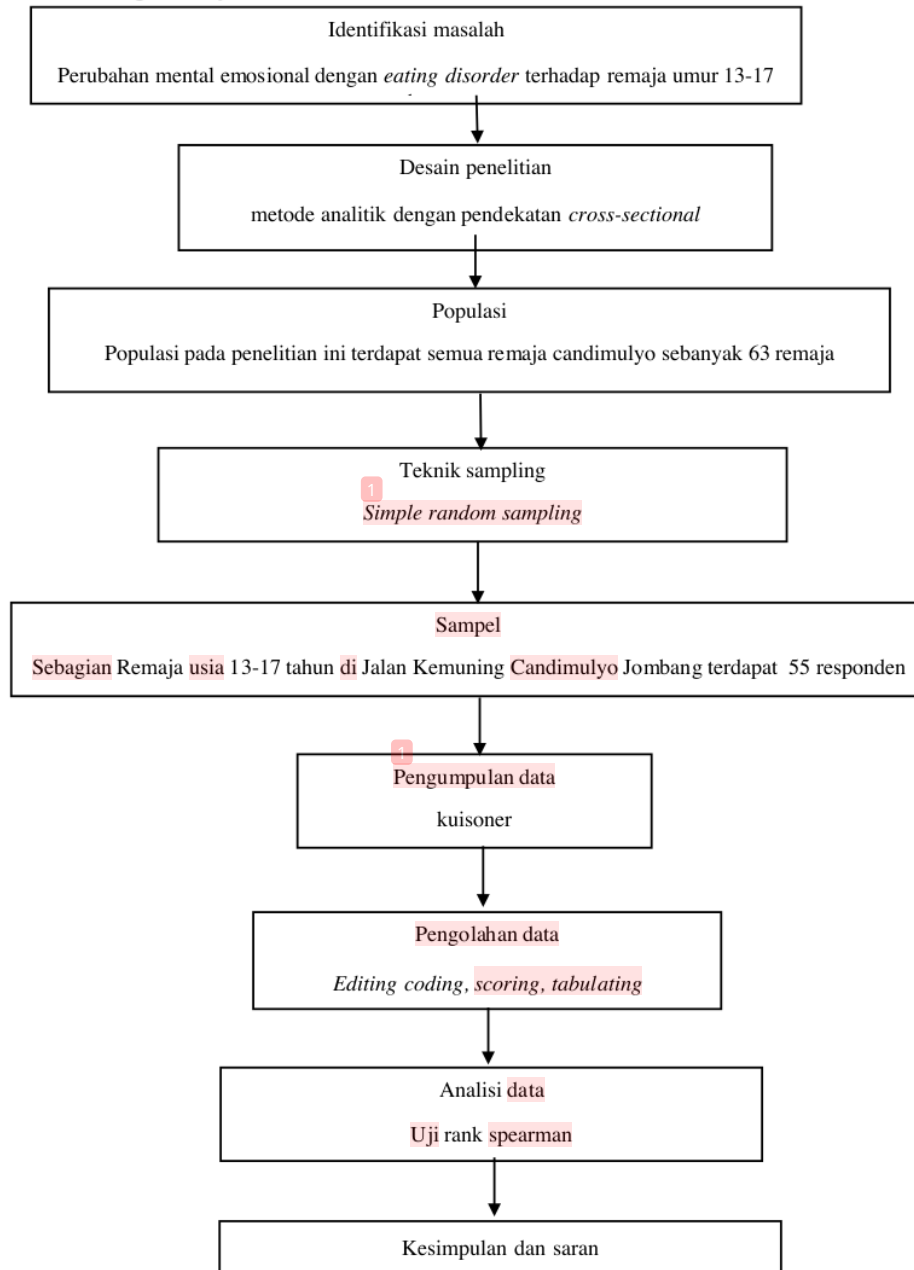 Identifikasi masalah
Perubahan mental emosional dengan eating disorder terhadap remaja umur 13-17
Desain penelitian
metode analitik dengan pendekatan cross-sectional
Populasi
Populasi pada penelitian ini terdapat semua remaja candimulyo sebanyak 63 remaja
Teknik sampling
1
Simple random sampling
Sampel
Sebagian Remaja usia 13-17 tahun di Jalan Kemuning Candimulyo Jombang terdapat 55 responden
1
Pengumpulan data
kuisoner
Pengolahan data
Editing coding, scoring, tabulating
Analisi data
Uji rank spearman
Kesimpulan dan saran